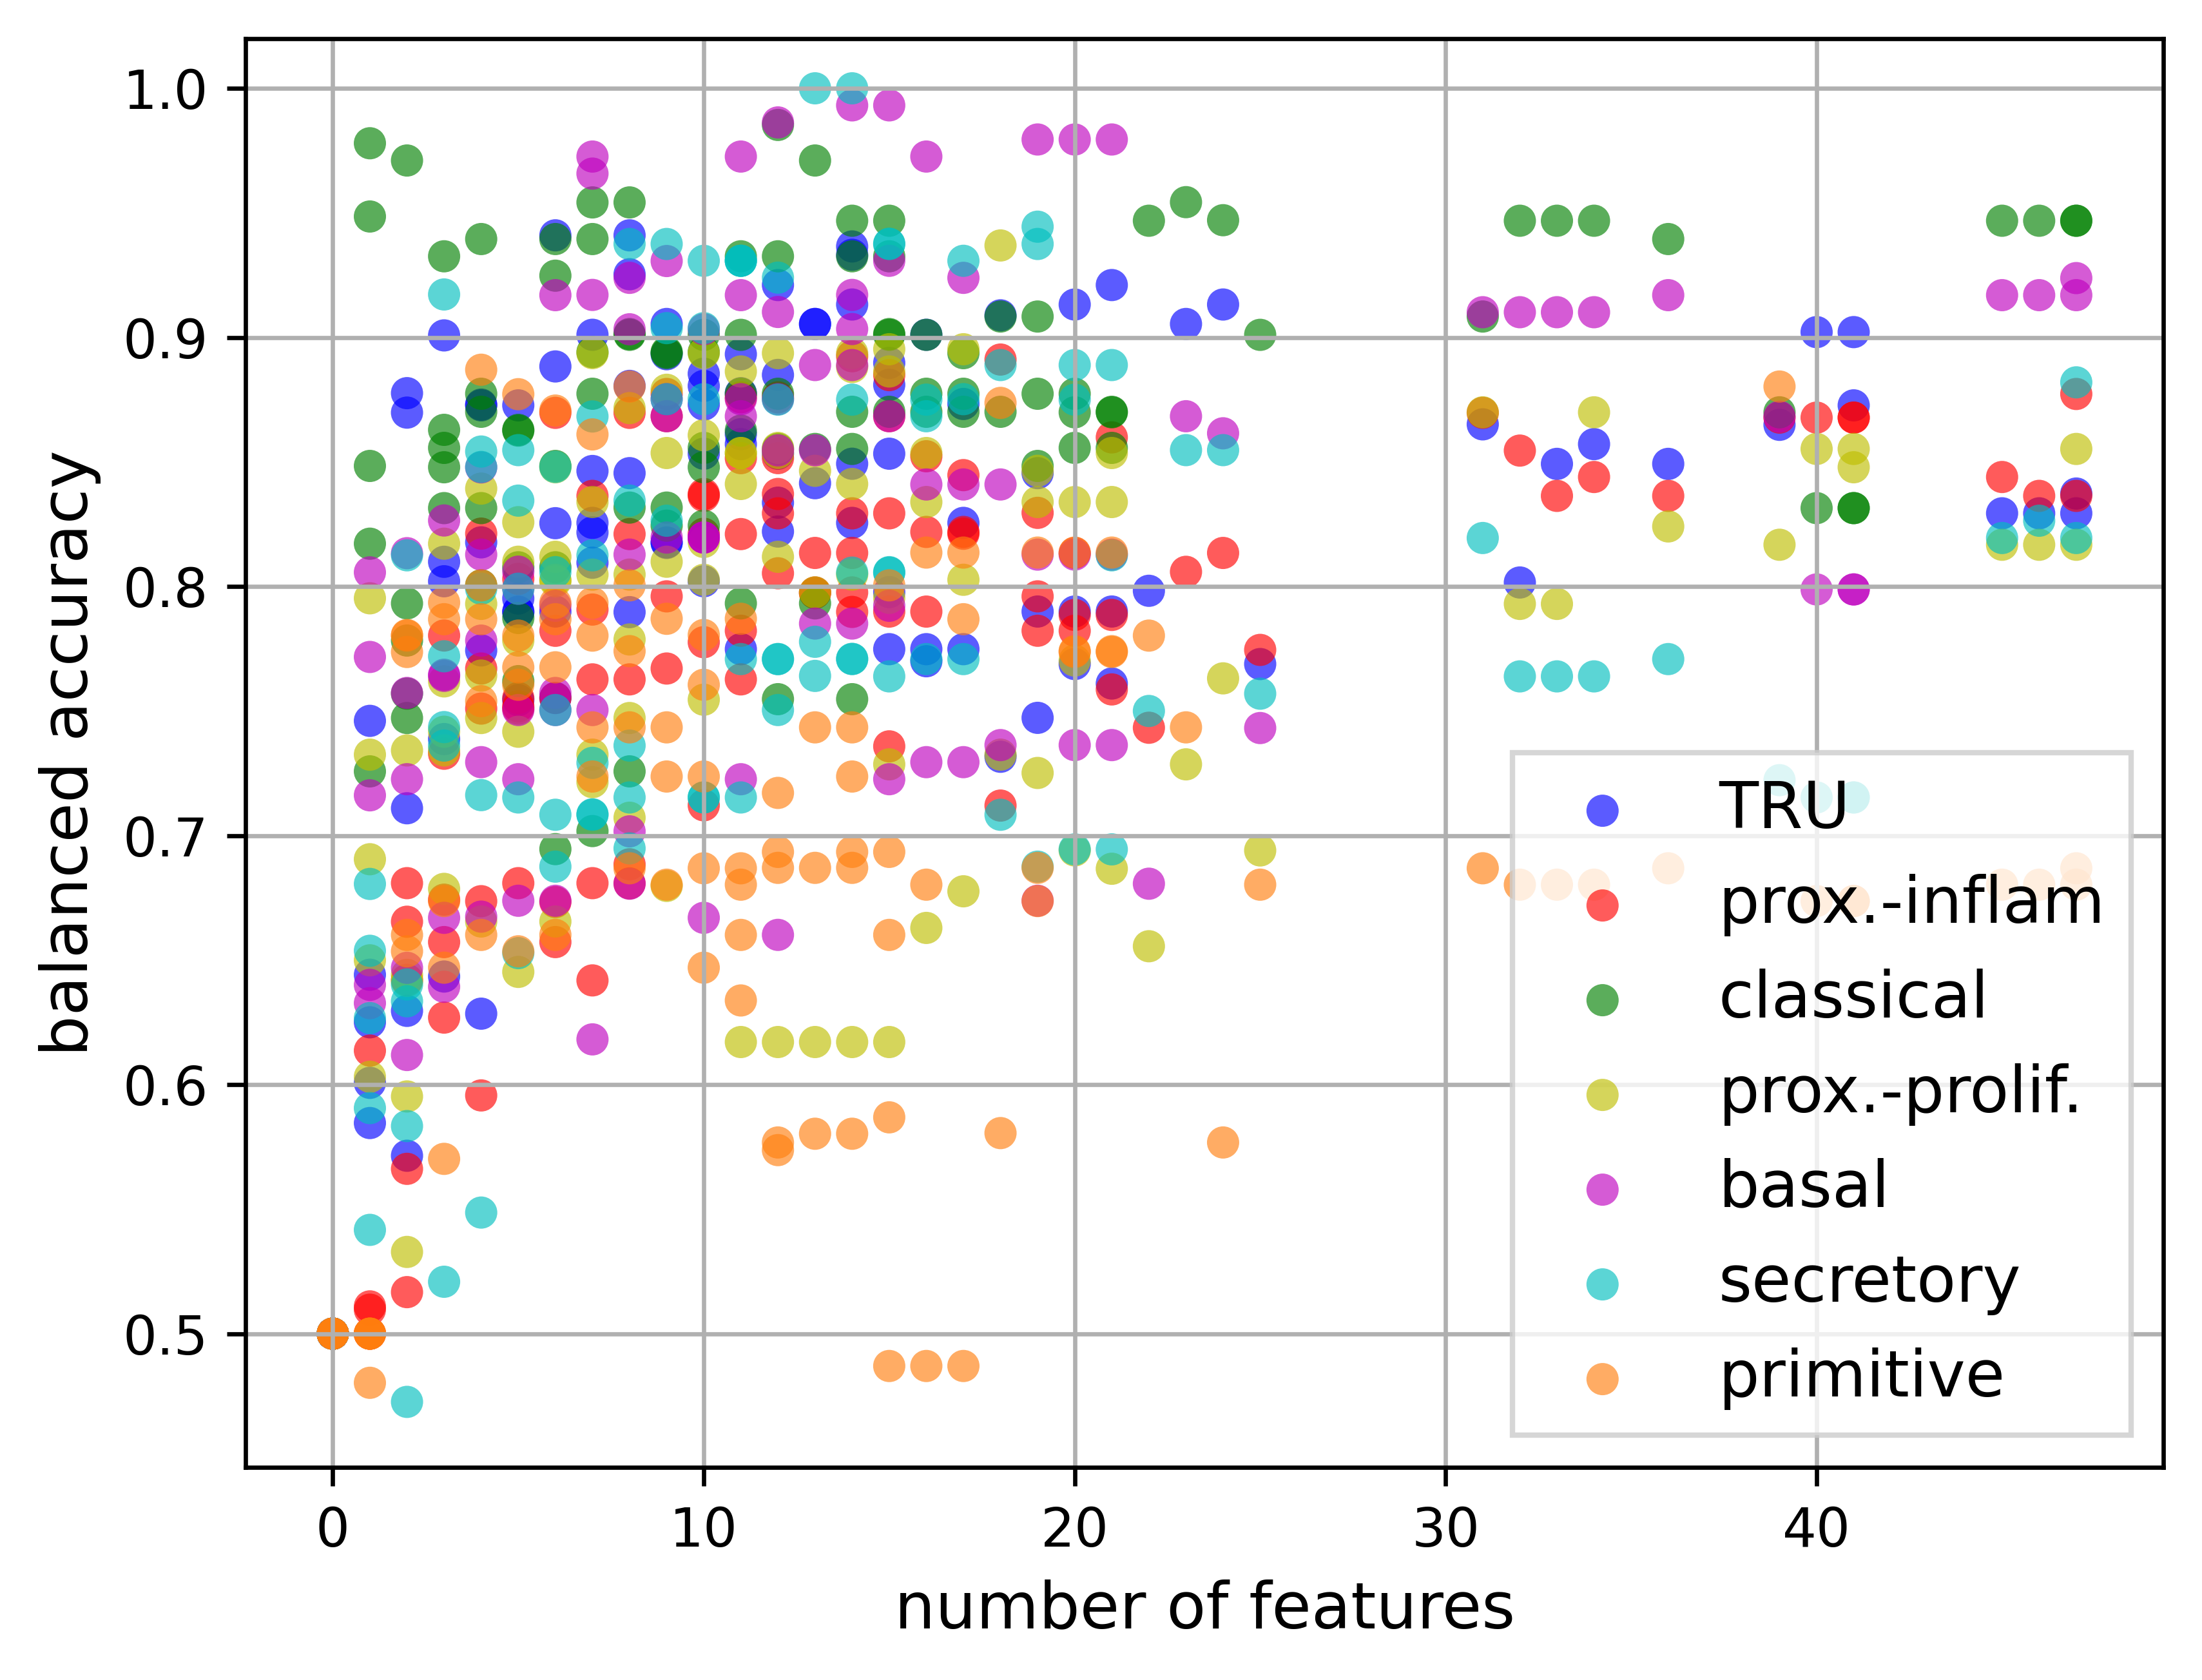 1.0
0.9
0.8
0.7
0.6
0.5
balanced accuracy
TRU
prox.-inflam
classical
prox.-prolif.
basal
secretory
primitive
0 10 20 30 40
number of features